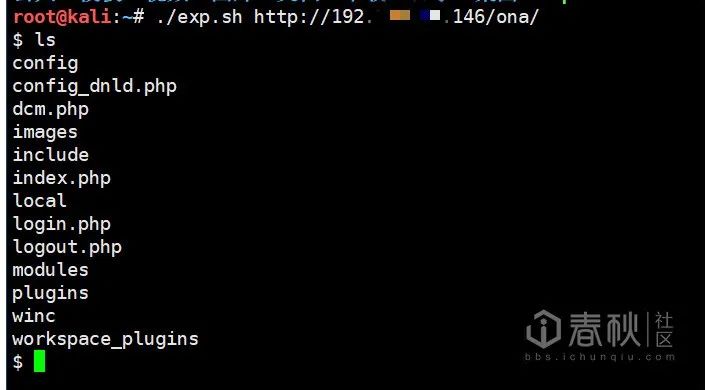 root@kali:~# ./exp.sh http://192. .146/ona/
$ ls
config
config_dnld.php
dcm.php
images
include
index.php
local
login.php
logout.php
modules
plugins
winc
workspace_plugins
$
春秋 社区
bbs.ichunqiu.com